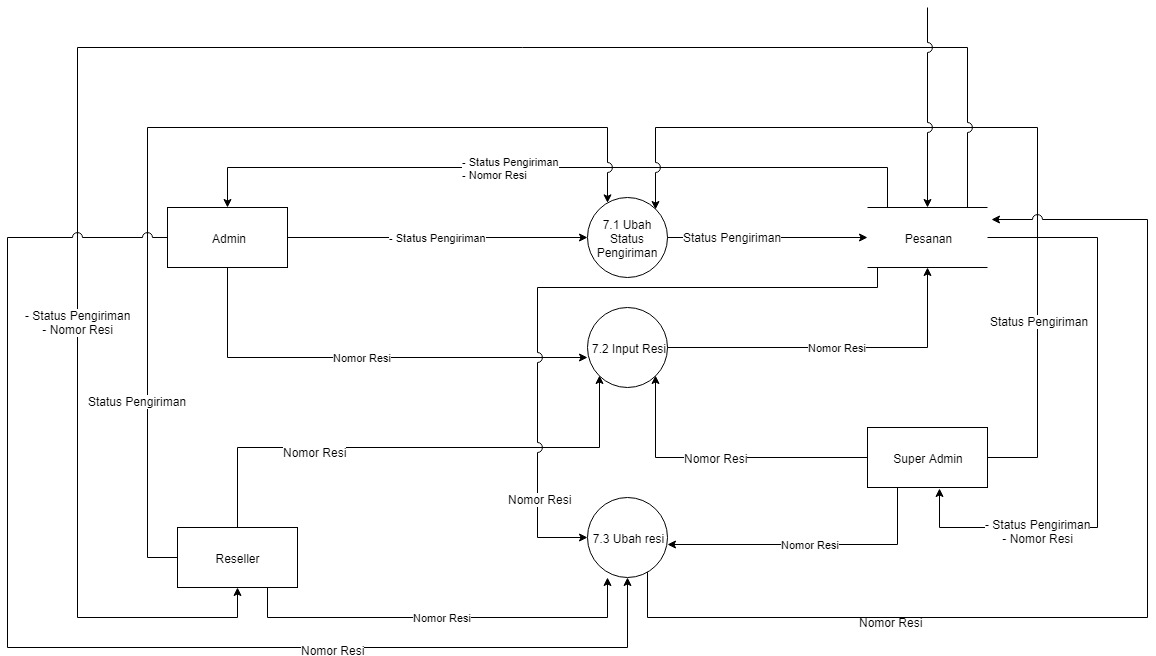 - Status Pengiriman
- Nomor Resi
Admin
- Status Pengiriman
7.1 Ubah
Status
Pengiriman
Status Pengiriman
Pesanan
- Status Pengiriman
- Nomor Resi
Status Pengiriman
Nomor Resi
7.2 Input Resi
Nomor Resi
Status Pengiriman
Nomor Resi
Nomor Resi
Super Admin
Nomor Resi
Reseller
7.3 Ubah resi
Nomor Resi
- Status Pengiriman
- Nomor Resi
Nomor Resi
Nomor Resi
Nomor Resi